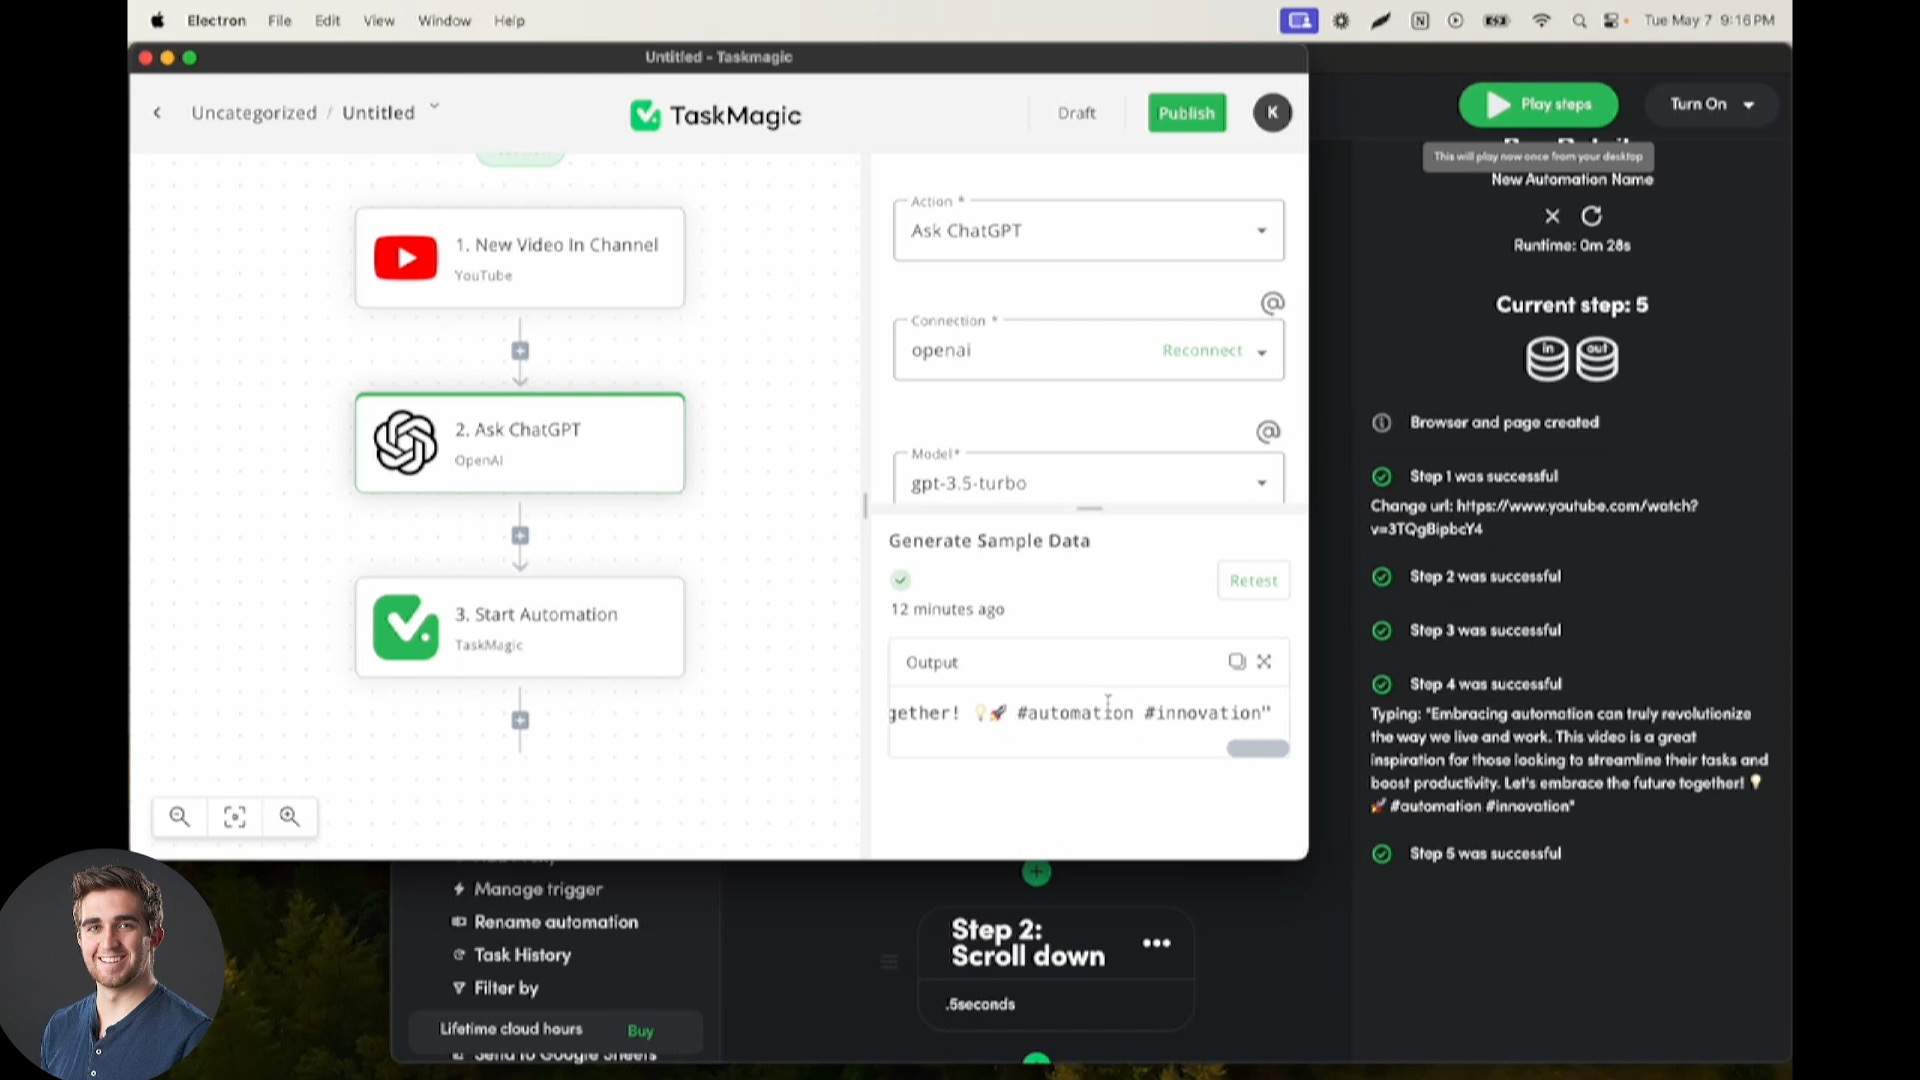 Electron File Edit View Window Help
Tue May 7 9:16 PM
Untitled - Taskmagic
Uncategorized / Untitled
TaskMagic
Draft
Publish
K
Play steps
Turn On
This will play now once from your desktop
New Automation Name
Runtime: 0m 28s
Current step: 5
in out
Browser and page created
Step 1 was successful
Change url: https://www.youtube.com/watch?
v=3TQgBipbcY4
Step 2 was successful
Step 3 was successful
Step 4 was successful
Typing: "Embracing automation can truly revolutionize
the way we live and work. This video is a great
inspiration for those looking to streamline their tasks and
boost productivity. Let's embrace the future together! 💡
🚀 #automation #innovation"
Step 5 was successful
1. New Video In Channel
YouTube
2. Ask ChatGPT
OpenAI
3. Start Automation
TaskMagic
Action *
Ask ChatGPT
@
Connection *
openai
Reconnect
@
Model*
gpt-3.5-turbo
Generate Sample Data
Retest
12 minutes ago
Output
gether! 💡🚀 #automation #innovation"
Manage trigger
Rename automation
Task History
Filter by
Lifetime cloud hours
Buy
Send to Google Sheets
Step 2:
Scroll down
.5seconds